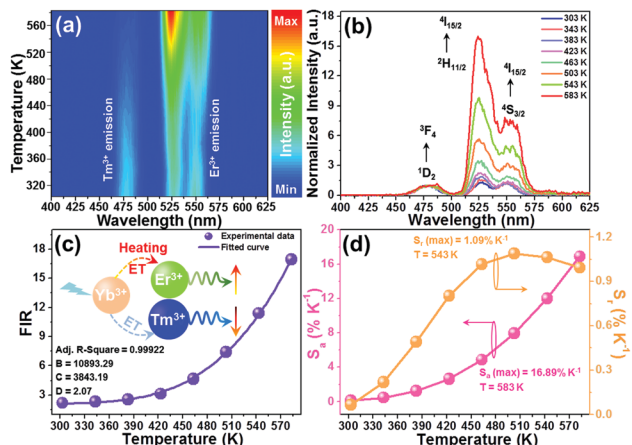 (a)
Temperature (K)
560
520
480
440
400
360
320
Tm³⁺ emission
Er³⁺ emission
400 425 450 475 500 525 550 575 600
Wavelength (nm)
Max
Intensity (a.u.)
Min
(b)
Normalized Intensity (a.u.)
18
16
14
12
10
8
6
4
2
0
⁴I₁₅/₂
²H₁₁/₂
⁴I₁₅/₂
⁴S₃/₂
³F₄
¹D₂
303 K
343 K
383 K
423 K
463 K
503 K
543 K
583 K
400 425 450 475 500 525 550 575 600 625
Wavelength (nm)
(c)
FIR
18
15
12
9
6
3
0
Experimental data
Fitted curve
Heating
ET
Yb³⁺
Er³⁺
ET
Tm³⁺
Adj. R-Square = 0.99922
B = 10893.29
C = 3843.19
D = 2.07
300 330 360 390 420 450 480 510 540 570
Temperature (K)
(d)
Sₐ (% K⁻¹)
20
16
12
8
4
0
Sᵣ (max) = 1.09% K⁻¹
T = 543 K
Sₐ (max) = 16.89% K⁻¹
T = 583 K
1.2
0.9
0.6
0.3
0.0
Sᵣ (% K⁻¹)
300 330 360 390 420 450 480 510 540 570
Temperature (K)